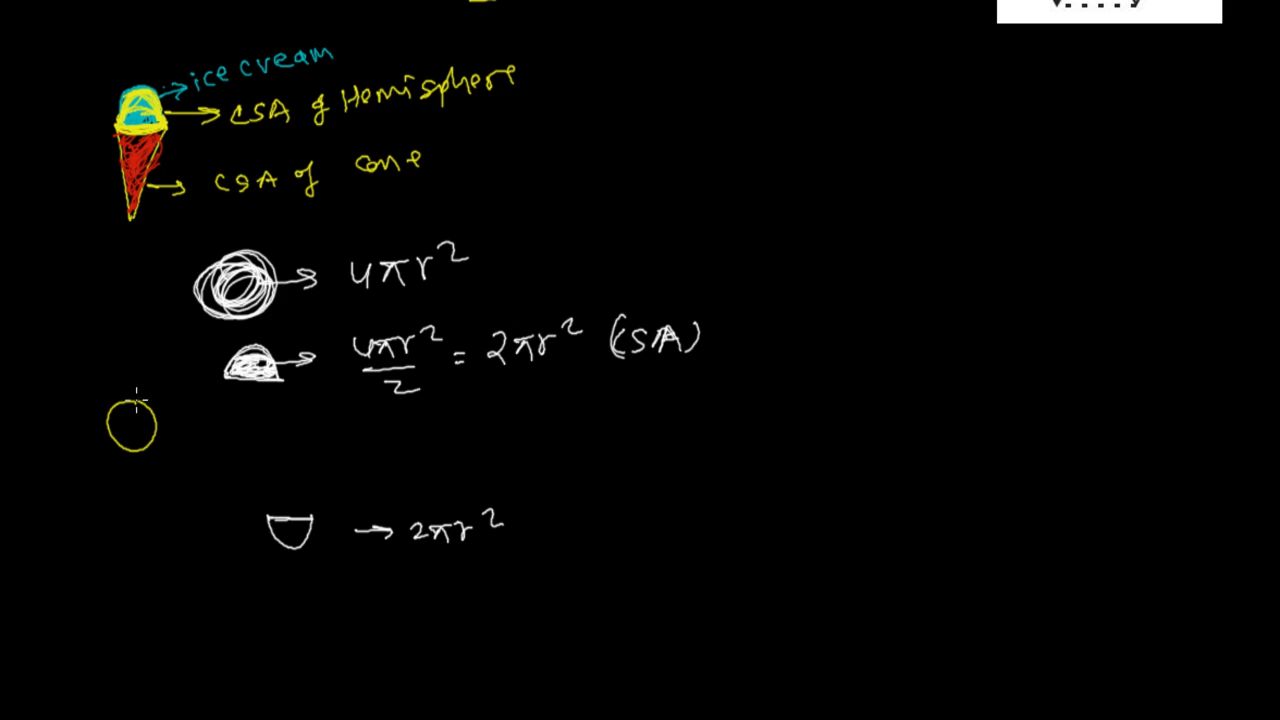 →ice cream
→ CSA of Hemisphere
→ CSA of cone
→ 4πr²
→ 4πr²/2 = 2πr² (CSA)
→ 2πr²